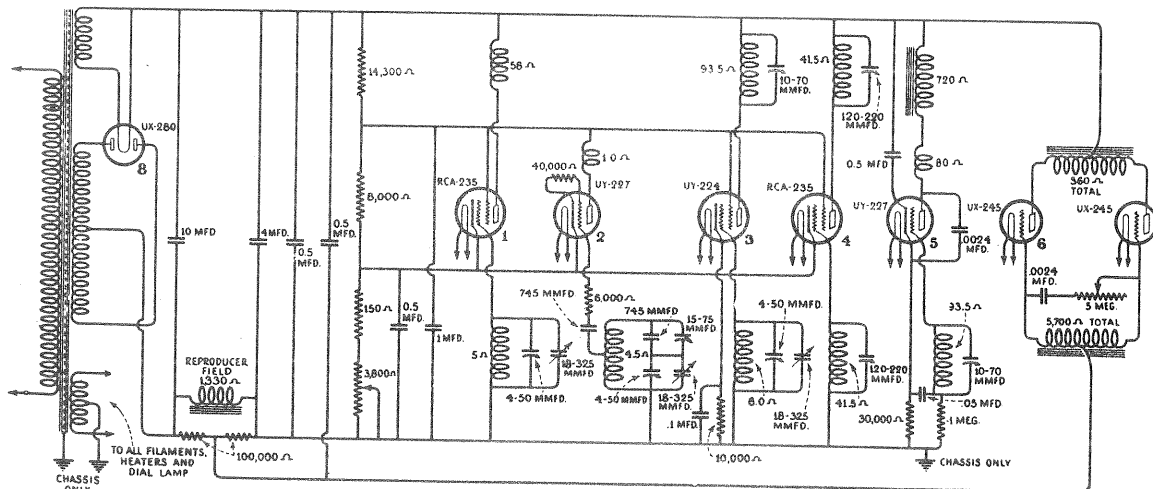 14,300 Ω
58 Ω
93.5 Ω
10-70
MMFD.
41.5 Ω
120-220
MMFD.
720 Ω
UX-280
8
0.5 MFD
80 Ω
10 Ω
40,000 Ω
RCA-235
UY-227
UY-224
RCA-235
UY-227
UX-245
360 Ω
TOTAL
UX-245
8,000 Ω
1
2
3
4
5
6
10 MFD
4 MFD.
0.5
MFD.
0.5
MFD.
.0024
MFD.
.0024
MFD.
.5 MEG.
150 Ω
0.5
MFD.
1 MFD.
745 MMFD.
6,000 Ω
745 MMFD
15-75
MMFD
4-50 MMFD.
93.5 Ω
5,700 Ω TOTAL
REPRODUCER
FIELD
1,330 Ω
3,800 Ω
5 Ω
18-325
MMFD
4-50 MMFD.
4.5 Ω
4-50 MMFD
18-325
MMFD.
.1 MFD.
6.0 Ω
18-325
MMFD.
120-220
MMFD.
41.5 Ω
10-70
MMFD
.05 MFD
30,000 Ω
.1 MEG.
10,000 Ω
100,000 Ω
TO ALL FILAMENTS,
HEATERS AND
DIAL LAMP
CHASSIS
ONLY
CHASSIS ONLY